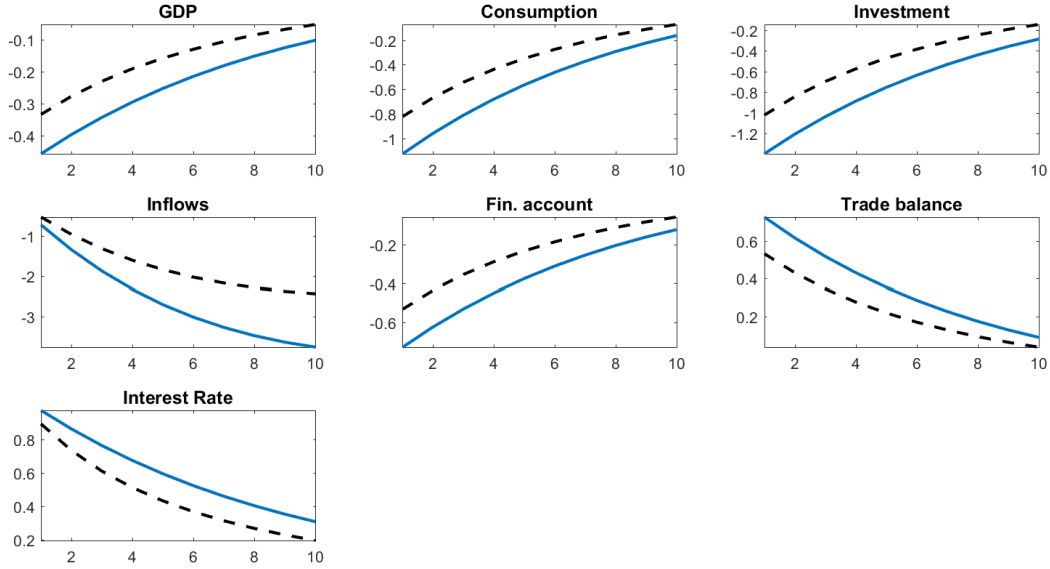 GDP
-0.1
-0.2
-0.3
-0.4
2 4 6 8 10
Consumption
-0.2
-0.4
-0.6
-0.8
-1
2 4 6 8 10
Investment
-0.2
-0.4
-0.6
-0.8
-1
-1.2
2 4 6 8 10
Inflows
-1
-2
-3
2 4 6 8 10
Fin. account
-0.2
-0.4
-0.6
2 4 6 8 10
Trade balance
0.6
0.4
0.2
2 4 6 8 10
Interest Rate
0.8
0.6
0.4
0.2
2 4 6 8 10